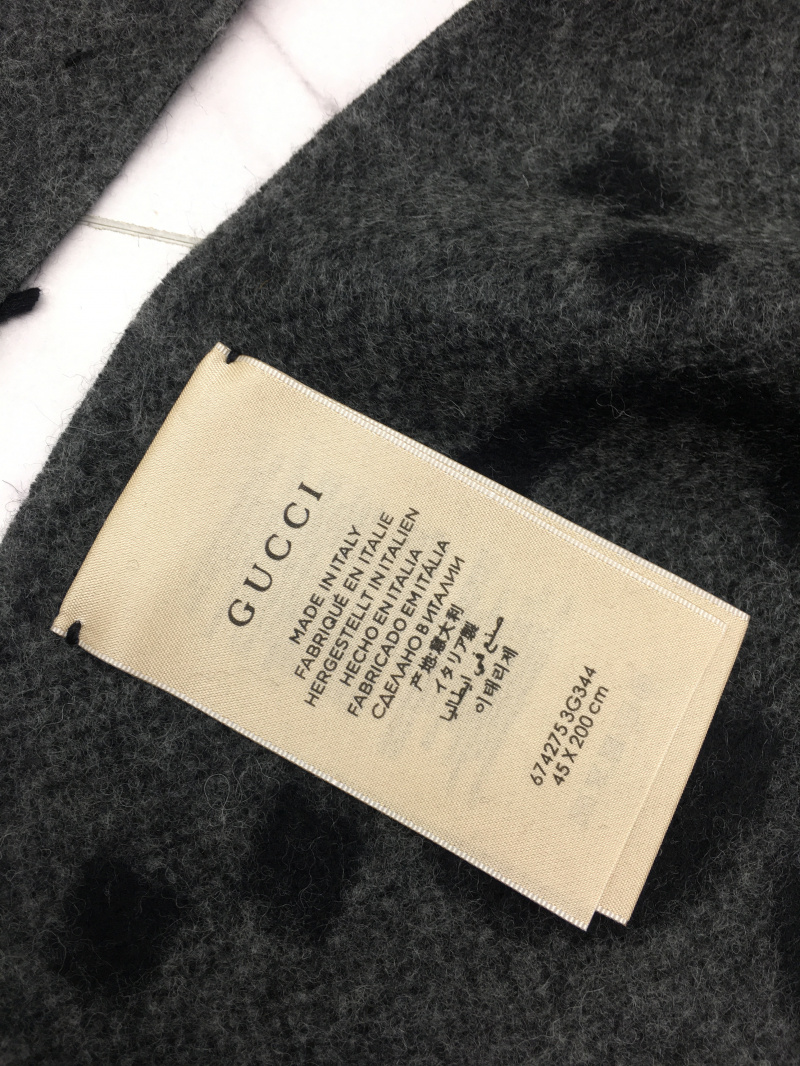 GUCCI
MADE IN ITALY
FABRIQUÉ EN ITALIE
HERGESTELLT IN ITALIEN
HECHO EN ITALIA
FABRICADO EM ITÁLIA
СДЕЛАНО В ИТАЛИИ
产地意大利
イタリア製
صنع في ايطاليا
이태리제
674275 3G344
45 X 200 cm